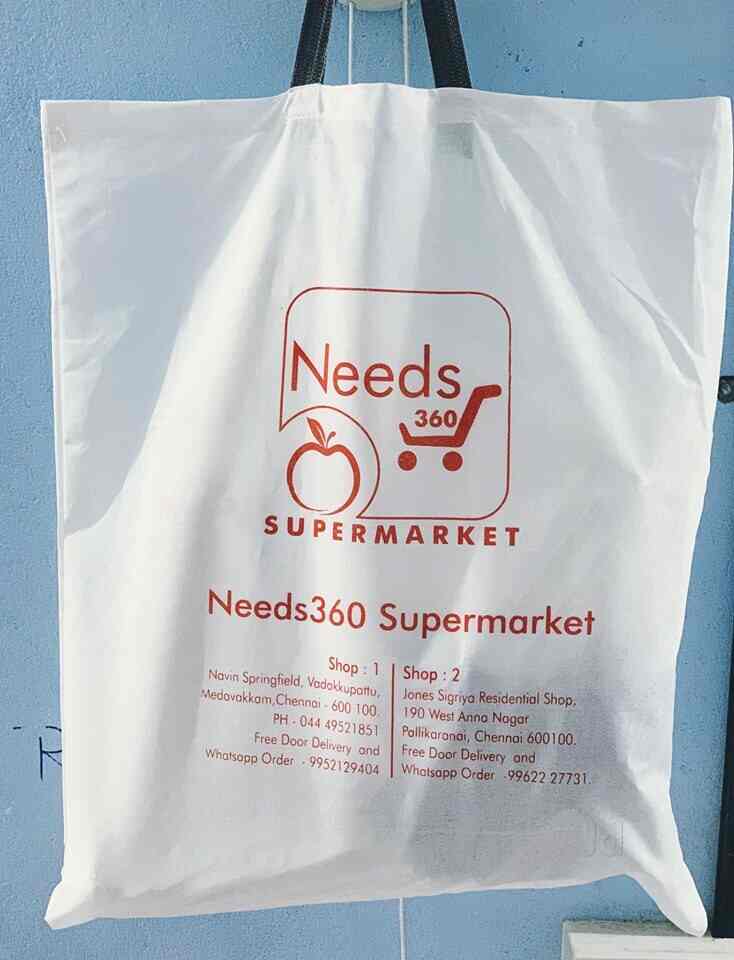 Needs
360
SUPERMARKET
Needs360 Supermarket
Shop : 1
Navin Springfield, Vadakkupattu,
Medavakkam,Chennai - 600 100.
PH - 044 49521851
Free Door Delivery and
Whatsapp Order - 9952129404
Shop : 2
Jones Sigriya Residential Shop,
190 West Anna Nagar
Pallikaranai, Chennai 600100.
Free Door Delivery and
Whatsapp Order -99622 27731.